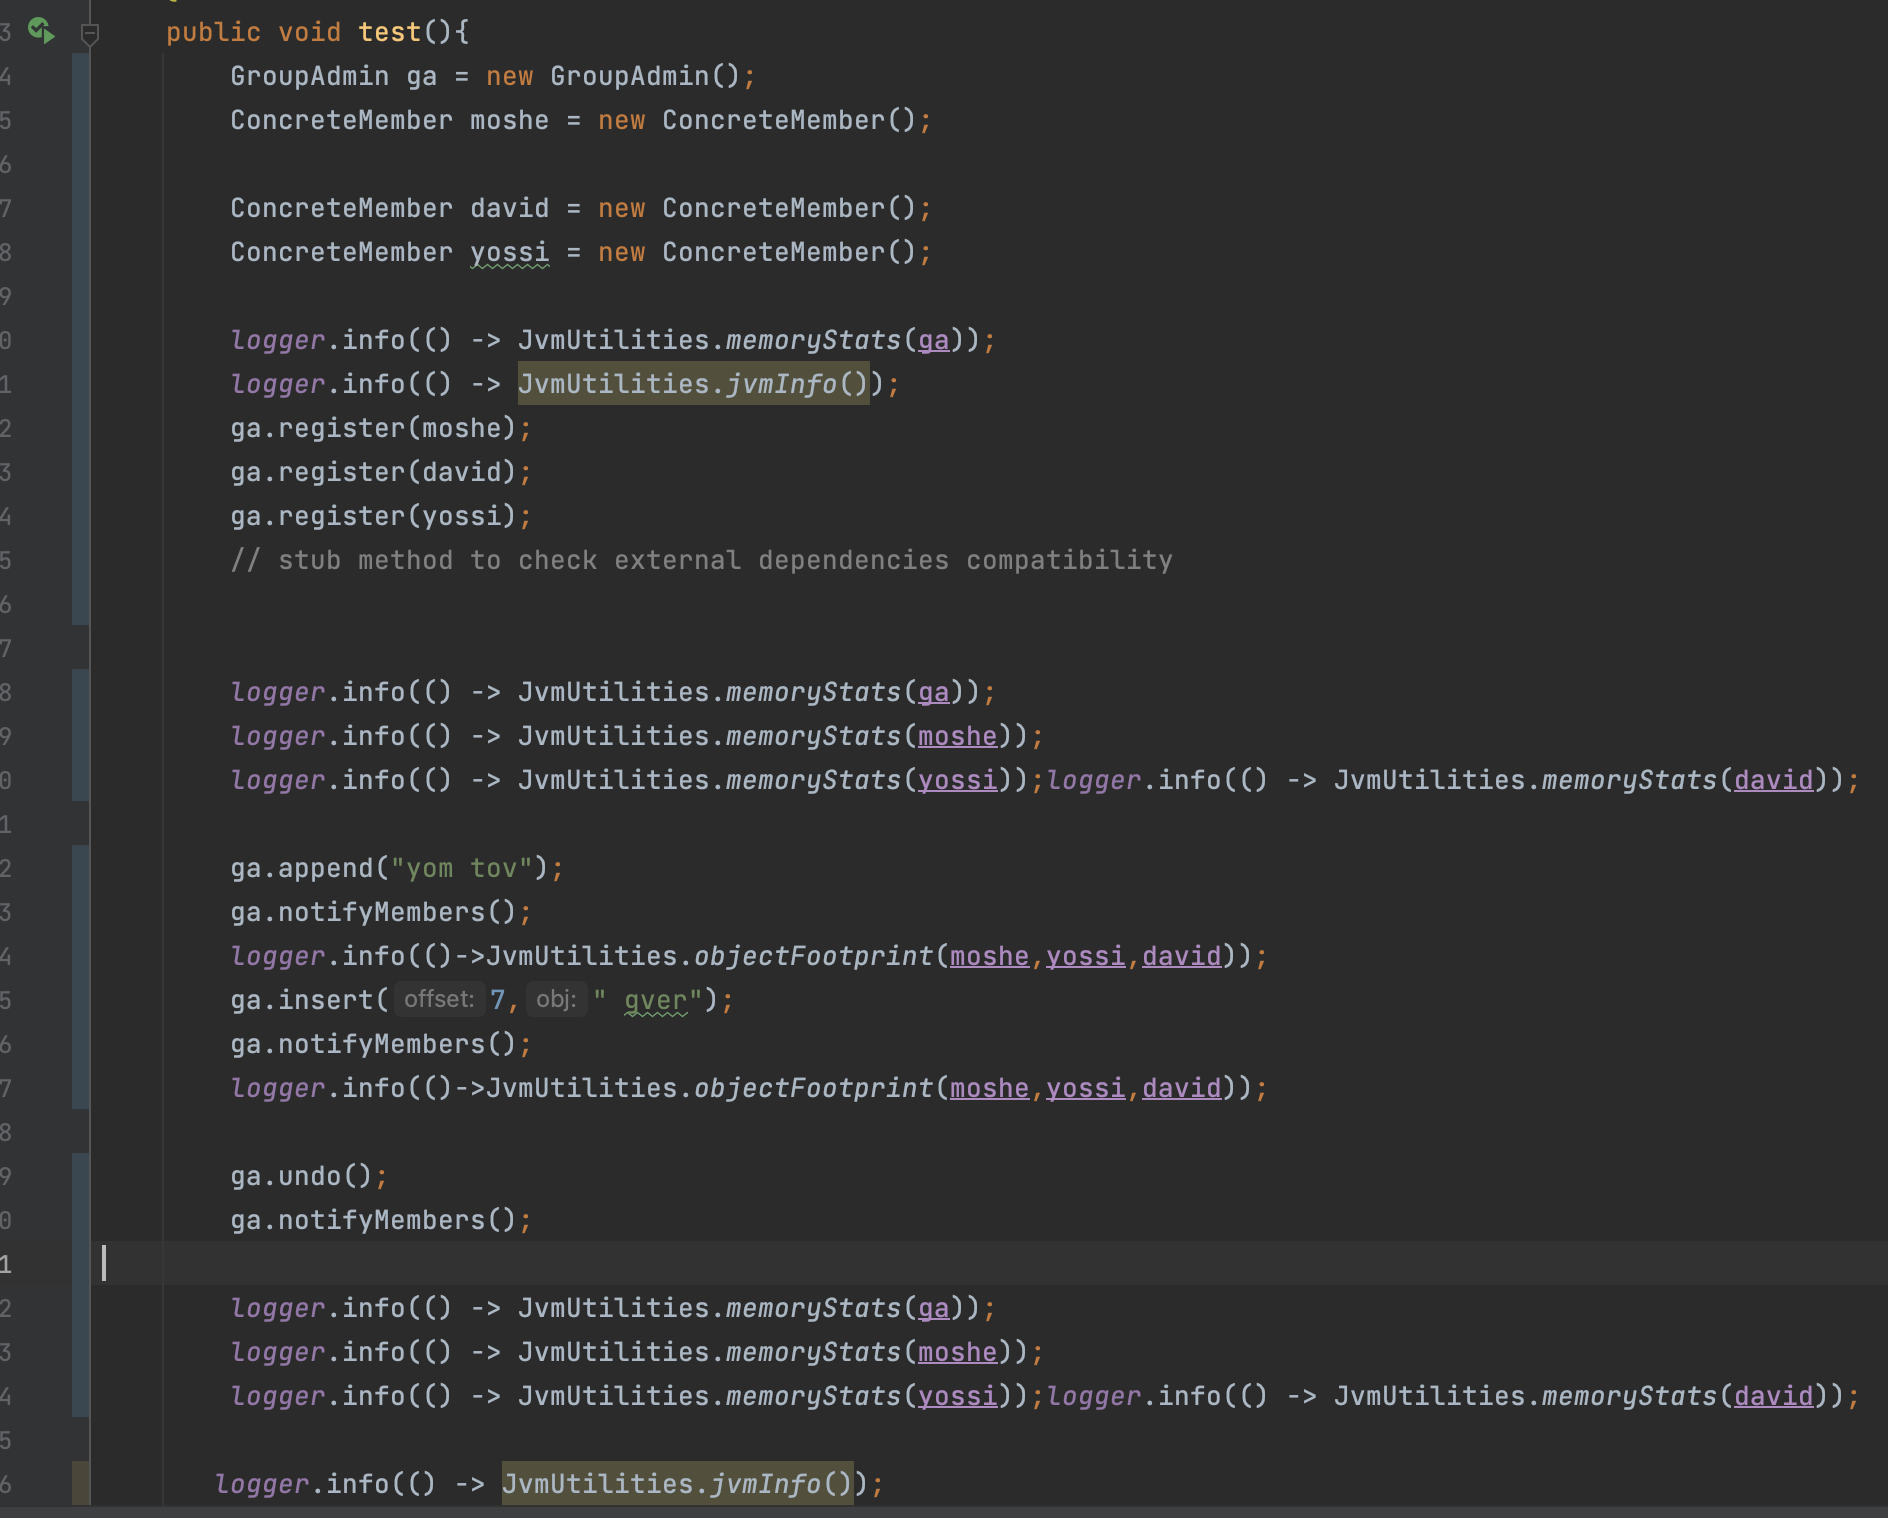 3 public void test(){
4 GroupAdmin ga = new GroupAdmin();
5 ConcreteMember moshe = new ConcreteMember();
6
7 ConcreteMember david = new ConcreteMember();
8 ConcreteMember yossi = new ConcreteMember();
9
0 logger.info(() -> JvmUtilities.memoryStats(ga));
1 logger.info(() -> JvmUtilities.jvmInfo());
2 ga.register(moshe);
3 ga.register(david);
4 ga.register(yossi);
5 // stub method to check external dependencies compatibility
6
7
8 logger.info(() -> JvmUtilities.memoryStats(ga));
9 logger.info(() -> JvmUtilities.memoryStats(moshe));
0 logger.info(() -> JvmUtilities.memoryStats(yossi));logger.info(() -> JvmUtilities.memoryStats(david));
1
2 ga.append("yom tov");
3 ga.notifyMembers();
4 logger.info(()->JvmUtilities.objectFootprint(moshe,yossi,david));
5 ga.insert( offset: 7, obj: " gver");
6 ga.notifyMembers();
7 logger.info(()->JvmUtilities.objectFootprint(moshe,yossi,david));
8
9 ga.undo();
0 ga.notifyMembers();
1
2 logger.info(() -> JvmUtilities.memoryStats(ga));
3 logger.info(() -> JvmUtilities.memoryStats(moshe));
4 logger.info(() -> JvmUtilities.memoryStats(yossi));logger.info(() -> JvmUtilities.memoryStats(david));
5
6 logger.info(() -> JvmUtilities.jvmInfo());